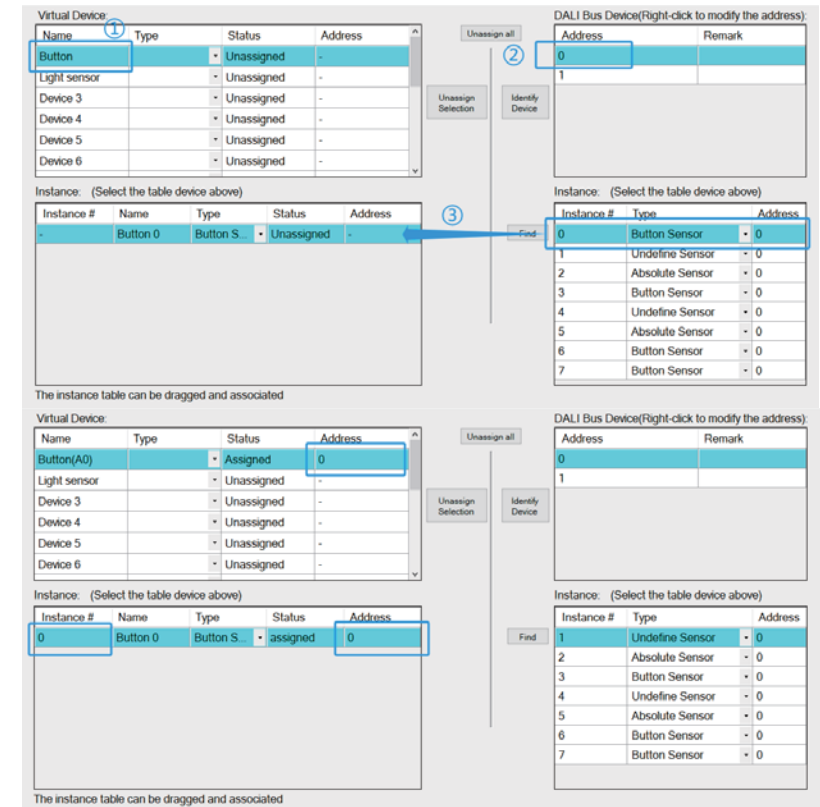 Virtual Device:
DALI Bus Device(Right-click to modify the address):
①
Name Type Status Address
Unassign all
Address Remark
Button Unassigned -
②
0
Light sensor Unassigned -
1
Device 3 Unassigned -
Unassign Selection
Identify Device
Device 4 Unassigned -
Device 5 Unassigned -
Device 6 Unassigned -
Instance: (Select the table device above)
Instance: (Select the table device above)
Instance # Name Type Status Address
③
Instance # Type Address
- Button 0 Button S... Unassigned -
Find
0 Button Sensor 0
1 Undefine Sensor 0
2 Absolute Sensor 0
3 Button Sensor 0
4 Undefine Sensor 0
5 Absolute Sensor 0
6 Button Sensor 0
7 Button Sensor 0
The instance table can be dragged and associated
Virtual Device:
DALI Bus Device(Right-click to modify the address):
Name Type Status Address
Unassign all
Address Remark
Button(A0) Assigned 0
0
Light sensor Unassigned -
1
Device 3 Unassigned -
Unassign Selection
Identify Device
Device 4 Unassigned -
Device 5 Unassigned -
Device 6 Unassigned -
Instance: (Select the table device above)
Instance: (Select the table device above)
Instance # Name Type Status Address
Instance # Type Address
0 Button 0 Button S... assigned 0
Find
1 Undefine Sensor 0
2 Absolute Sensor 0
3 Button Sensor 0
4 Undefine Sensor 0
5 Absolute Sensor 0
6 Button Sensor 0
7 Button Sensor 0
The instance table can be dragged and associated